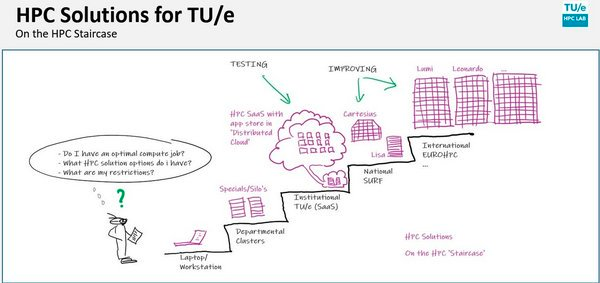 HPC Solutions for TU/e
On the HPC Staircase
TU/e
HPC LAB
TESTING
IMPROVING
Lumi
Leonardo
...
HPC SaaS with
app store in
'Distributed
Cloud'
Cartesius
Lisa
- Do I have an optimal compute job?
- What HPC solution options do i have?
- What are my restrictions?
?
APP
Specials/Silo's
International
EUROHPC
...
National
SURF
Institutional
TU/e (SaaS)
Departmental
Clusters
Laptop/
Workstation
HPC Solutions
On the HPC 'Staircase'